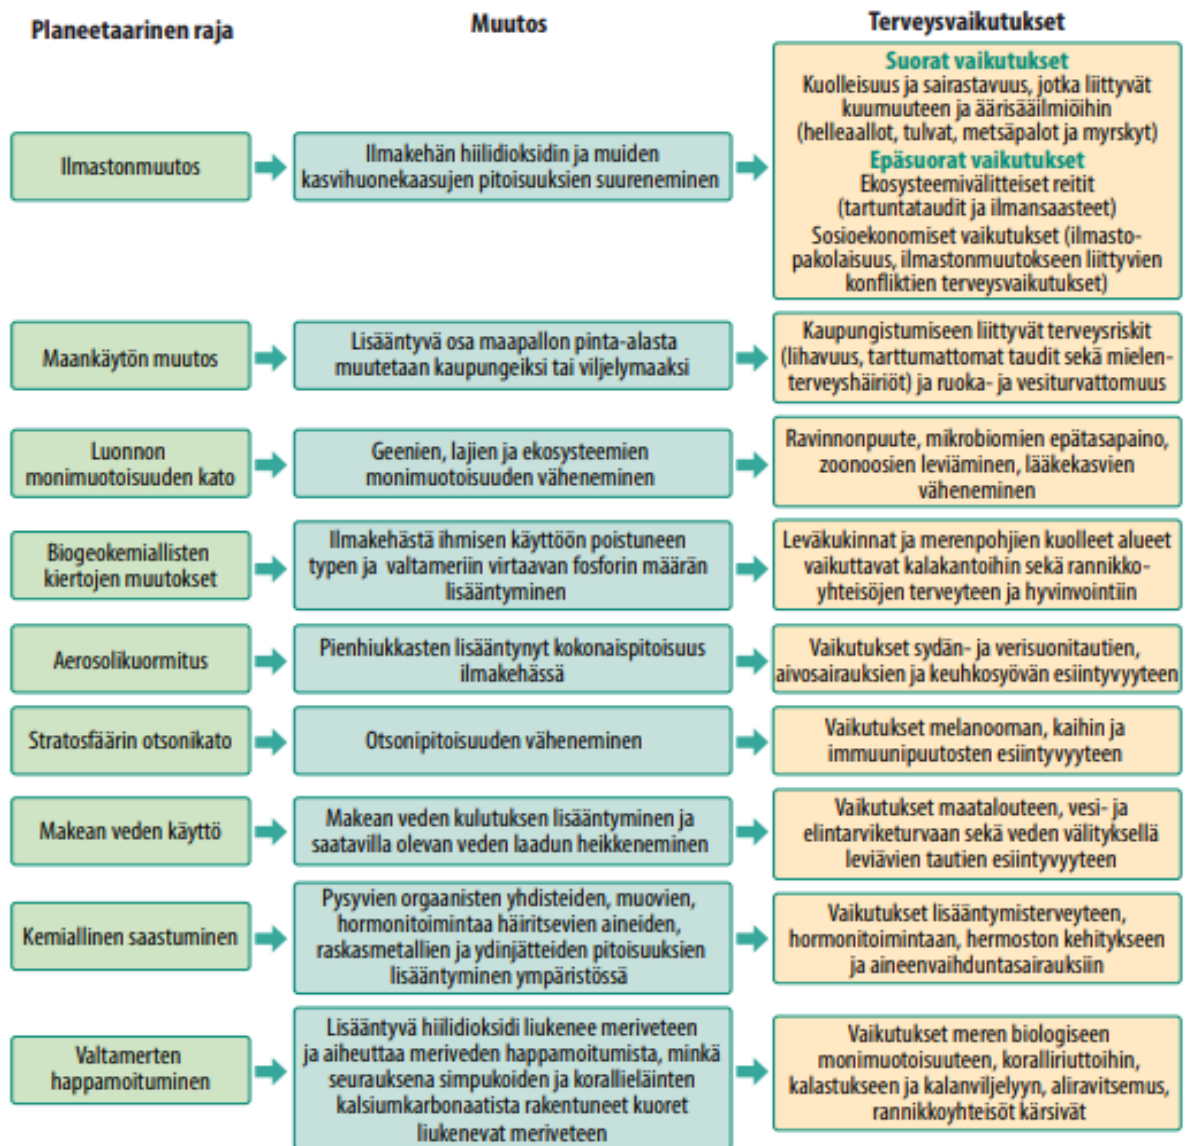 Planeetaarinen raja
Muutos
Terveysvaikutukset
Ilmastonmuutos
Ilmakehän hiilidioksidin ja muiden
kasvihuonekaasujen pitoisuuksien suureneminen
Suorat vaikutukset
Kuolleisuus ja sairastavuus, jotka liittyvät
kuumuuteen ja äärisääilmiöihin
(helleaallot, tulvat, metsäpalot ja myrskyt)
Epäsuorat vaikutukset
Ekosysteemivälitteiset reitit
(tartuntataudit ja ilmansaasteet)
Sosioekonomiset vaikutukset (ilmasto-
pakolaisuus, ilmastonmuutokseen liittyvien
konfliktien terveysvaikutukset)
Maankäytön muutos
Lisääntyvä osa maapallon pinta-alasta
muutetaan kaupungeiksi tai viljelymaaksi
Kaupungistumiseen liittyvät terveysriskit
(lihavuus, tarttumattomat taudit sekä mielen-
terveyshäiriöt) ja ruoka- ja vesiturvattomuus
Luonnon
monimuotoisuuden kato
Geenien, lajien ja ekosysteemien
monimuotoisuuden väheneminen
Ravinnonpuute, mikrobiomien epätasapaino,
zoonoosien leviäminen, lääkekasvien
väheneminen
Biogeokemiallisten
kiertojen muutokset
Ilmakehästä ihmisen käyttöön poistuneen
typen ja valtameriin virtaavan fosforin määrän
lisääntyminen
Leväkukinnat ja merenpohjien kuolleet alueet
vaikuttavat kalakantoihin sekä rannikko-
yhteisöjen terveyteen ja hyvinvointiin
Aerosolikuormitus
Pienhiukkasten lisääntynyt kokonaispitoisuus
ilmakehässä
Vaikutukset sydän- ja verisuonitautien,
aivosairauksien ja keuhkosyövän esiintyvyyteen
Stratosfäärin otsonikato
Otsonipitoisuuden väheneminen
Vaikutukset melanooman, kaihin ja
immuunipuutosten esiintyvyyteen
Makean veden käyttö
Makean veden kulutuksen lisääntyminen ja
saatavilla olevan veden laadun heikkeneminen
Vaikutukset maatalouteen, vesi- ja
elintarviketurvaan sekä veden välityksellä
leviävien tautien esiintyvyyteen
Kemiallinen saastuminen
Pysyvien orgaanisten yhdisteiden, muovien,
hormonitoimintaa häiritsevien aineiden,
raskasmetallien ja ydinjätteiden pitoisuuksien
lisääntyminen ympäristössä
Vaikutukset lisääntymisterveyteen,
hormonitoimintaan, hermoston kehitykseen
ja aineenvaihduntasairauksiin
Valtamerten
happamoituminen
Lisääntyvä hiilidioksidi liukenee meriveteen
ja aiheuttaa meriveden happamoitumista, minkä
seurauksena simpukoiden ja korallieläinten
kalsiumkarbonaatista rakentuneet kuoret
liukenevat meriveteen
Vaikutukset meren biologiseen
monimuotoisuuteen, koralliriuttoihin,
kalastukseen ja kalanviljelyyn, aliravitsemus,
rannikkoyhteisöt kärsivät